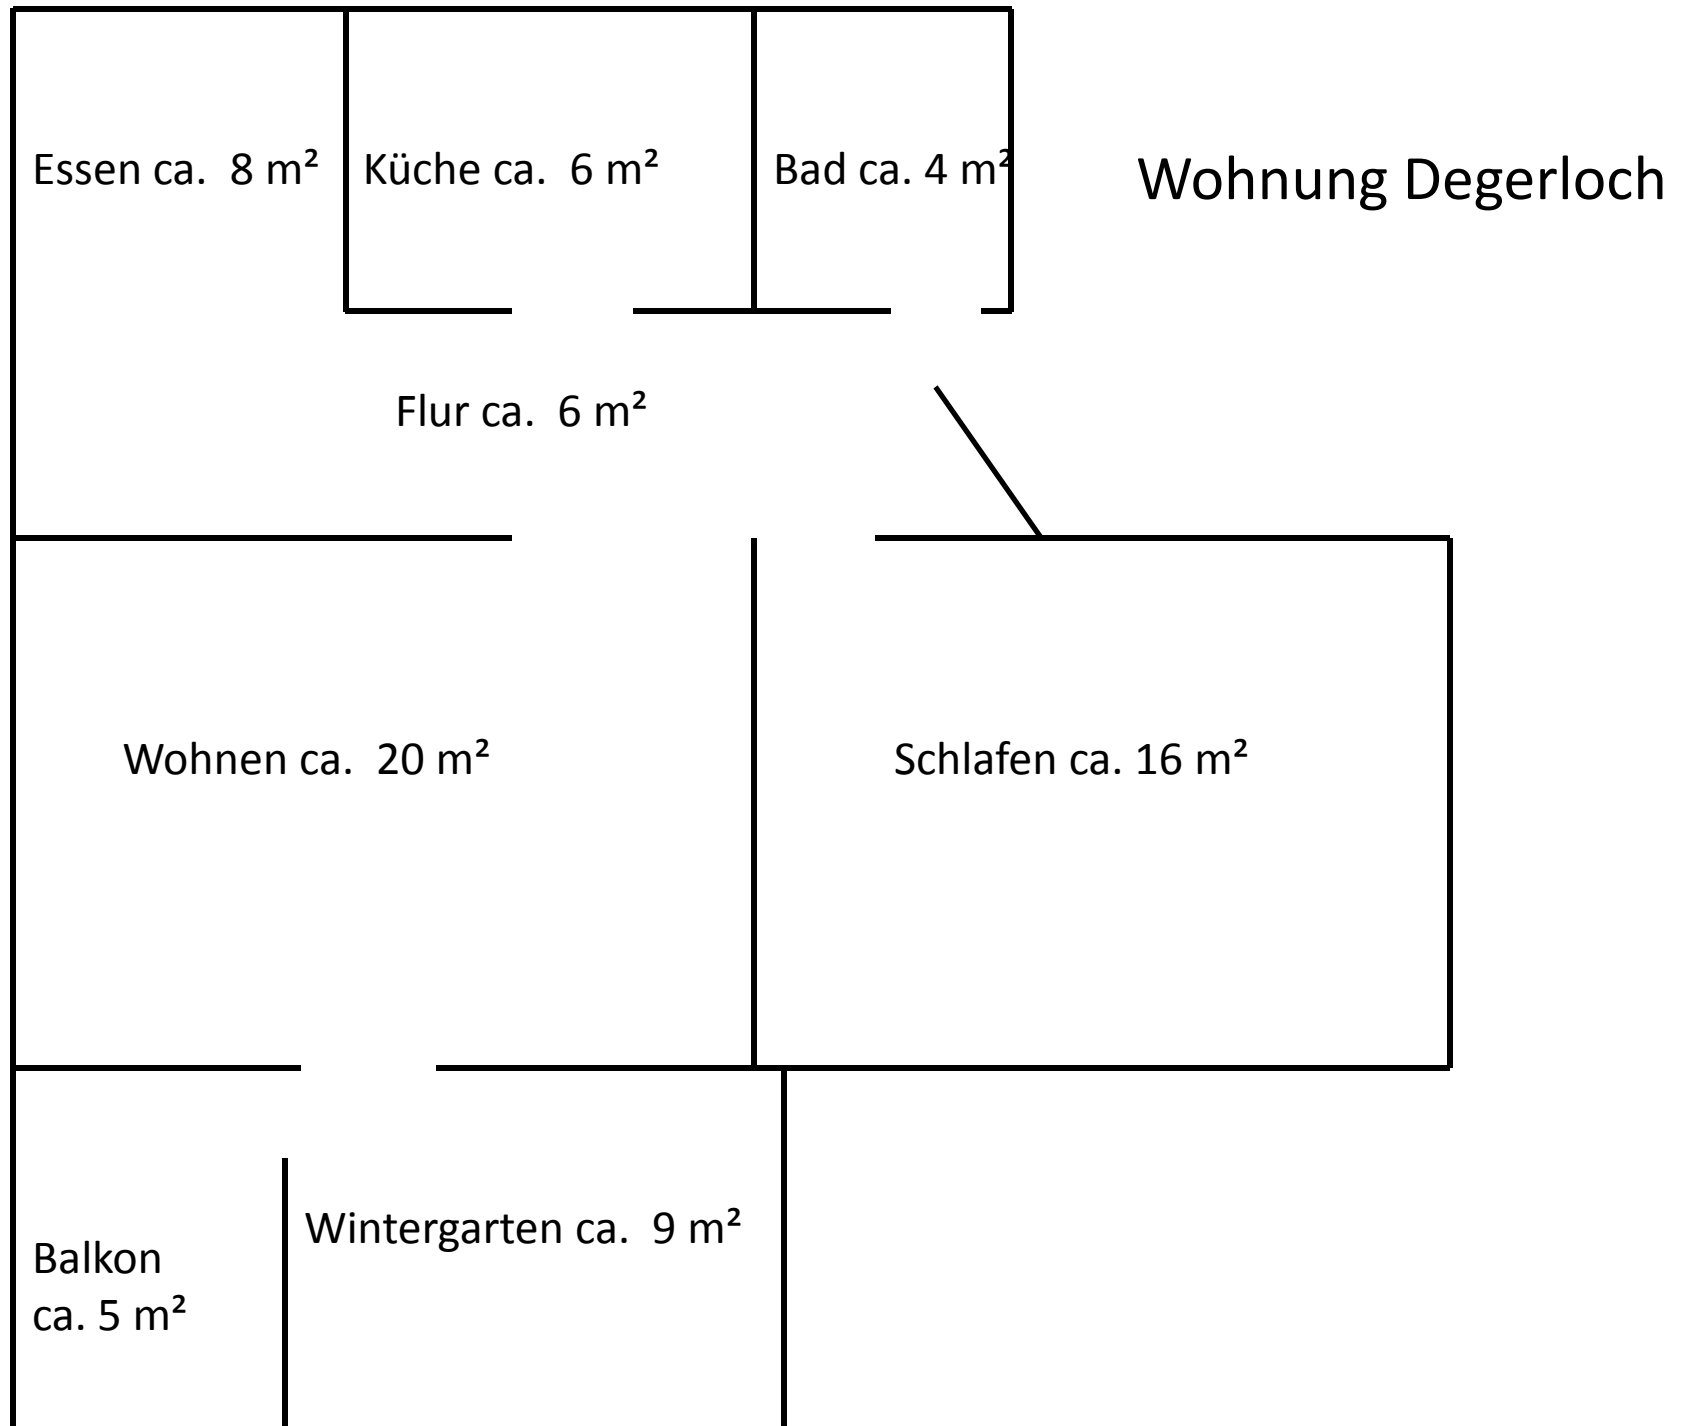 Essen ca. 8 m²
Küche ca. 6 m²
Bad ca. 4 m²
Wohnung Degerloch
Flur ca. 6 m²
Wohnen ca. 20 m²
Schlafen ca. 16 m²
Wintergarten ca. 9 m²
Balkon
ca. 5 m²